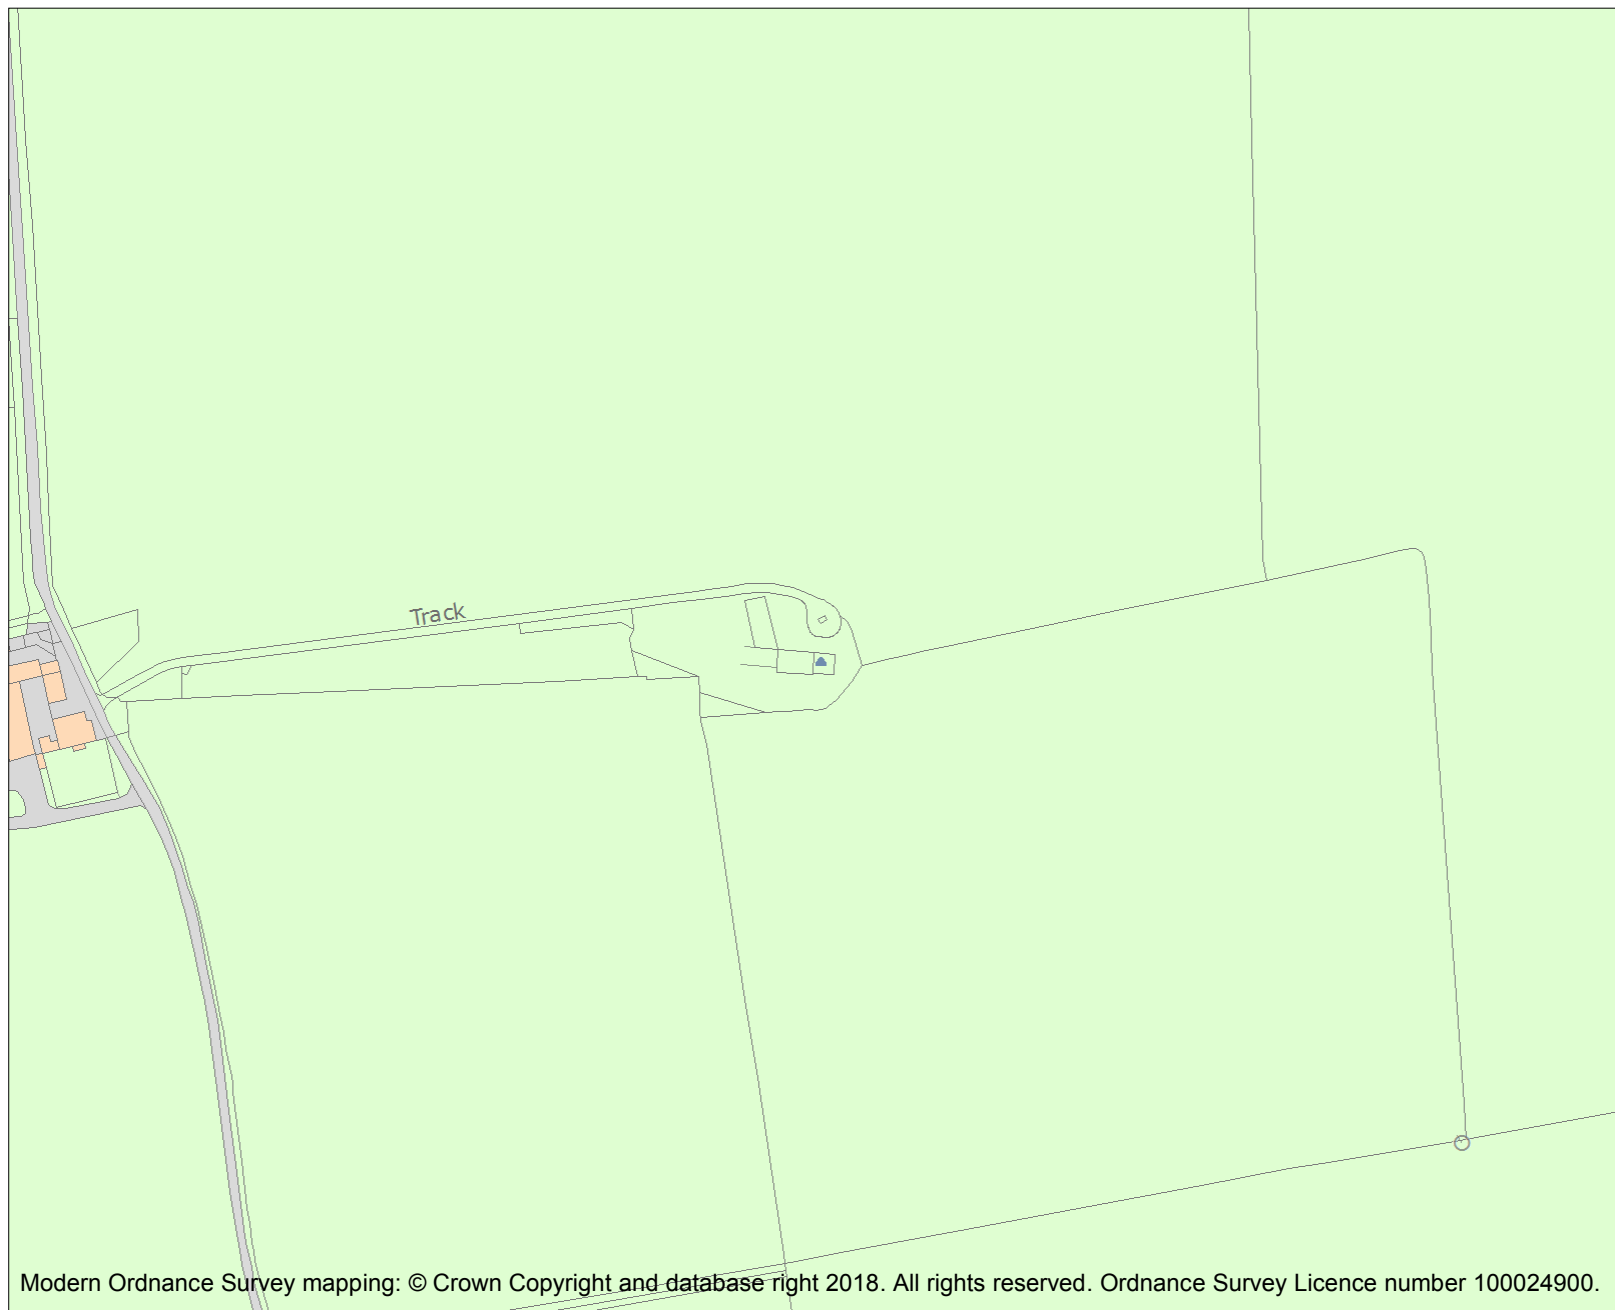 Track
Modern Ordnance Survey mapping: © Crown Copyright and database right 2018. All rights reserved. Ordnance Survey Licence number 100024900.